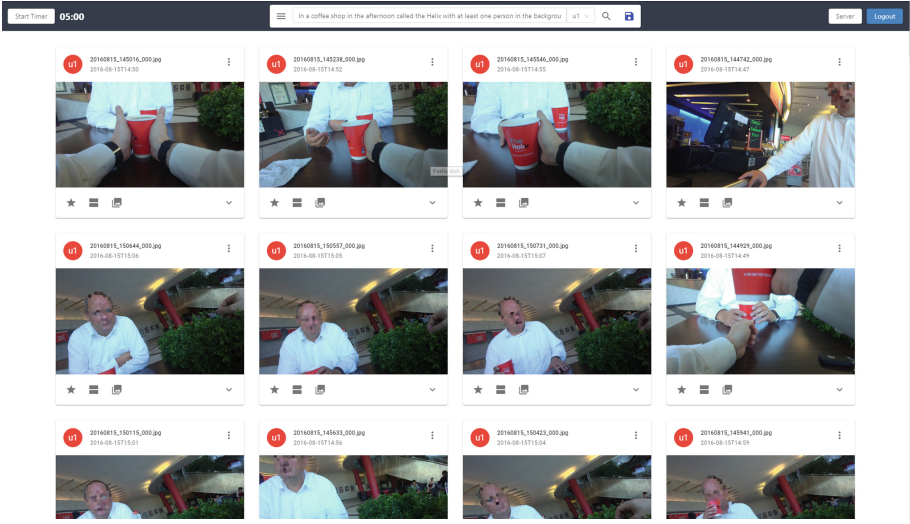 Start Timer 05:00 In a coffee shop in the afternoon called the Helix with at least one person in the backgrou u1 Server Logout
u1 20160815_145016_000.jpg
2016-08-15T14:50
u1 20160815_145238_000.jpg
2016-08-15T14:52
u1 20160815_145546_000.jpg
2016-08-15T14:55
u1 20160815_144742_000.jpg
2016-08-15T14:47
u1 20160815_150644_000.jpg
2016-08-15T15:06
u1 20160815_150557_000.jpg
2016-08-15T15:05
u1 20160815_150731_000.jpg
2016-08-15T15:07
u1 20160815_144929_000.jpg
2016-08-15T14:49
u1 20160815_150115_000.jpg
2016-08-15T15:01
u1 20160815_145633_000.jpg
2016-08-15T14:56
u1 20160815_150423_000.jpg
2016-08-15T15:04
u1 20160815_145941_000.jpg
2016-08-15T14:59